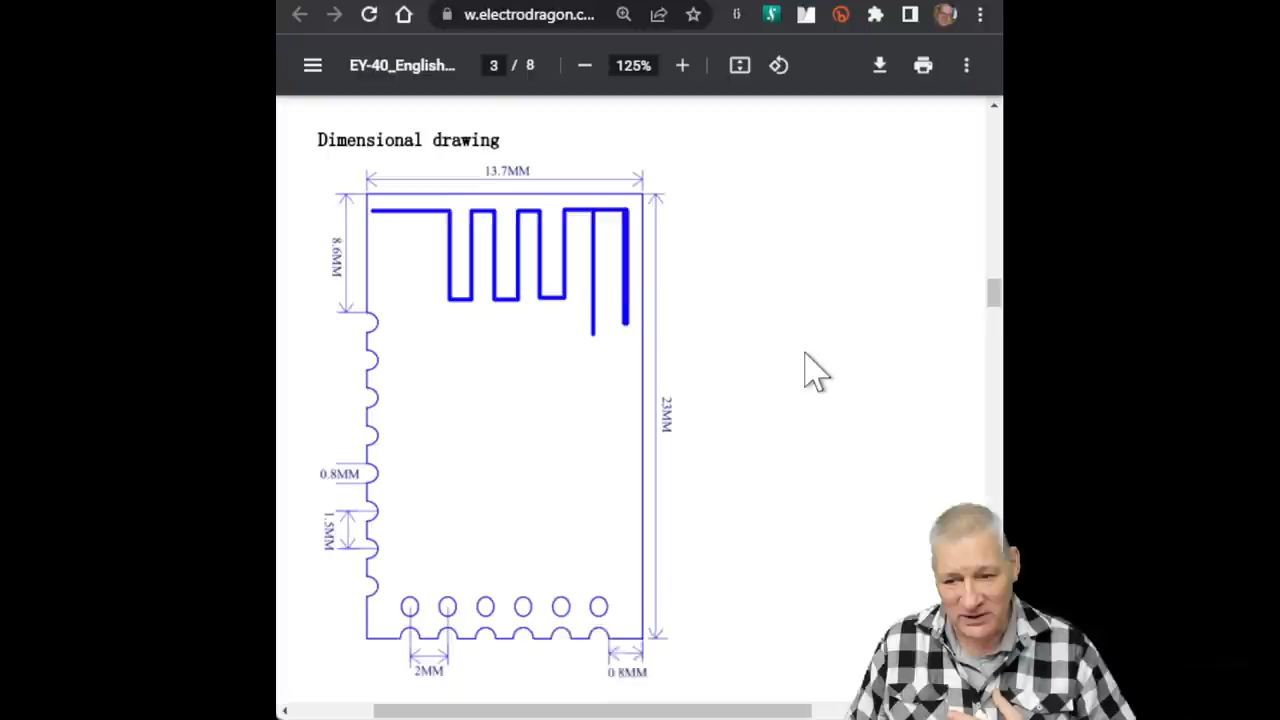 w.electrodragon.c...
EY-40_English...
3 / 8
125%
Dimensional drawing
13.7MM
8.6MM
23MM
0.8MM
1.5MM
2MM
0.8MM